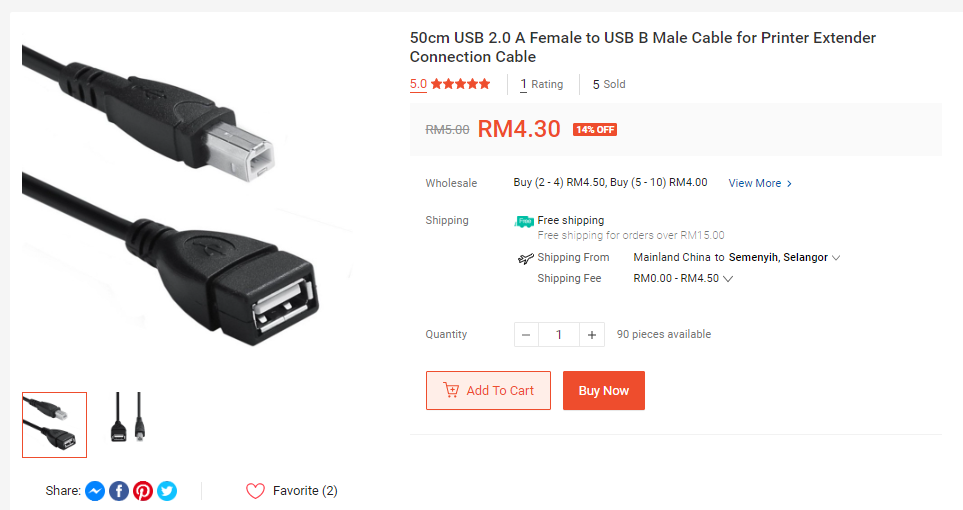 50cm USB 2.0 A Female to USB B Male Cable for Printer Extender
Connection Cable
5.0 1 Rating 5 Sold
RM5.00 RM4.30 14% OFF
Wholesale Buy (2 - 4) RM4.50, Buy (5 - 10) RM4.00 View More
Shipping Free Free shipping
Free shipping for orders over RM15.00
Shipping From Mainland China to Semenyih, Selangor
Shipping Fee RM0.00 - RM4.50
Quantity − 1 + 90 pieces available
Add To Cart Buy Now
Share: Favorite (2)